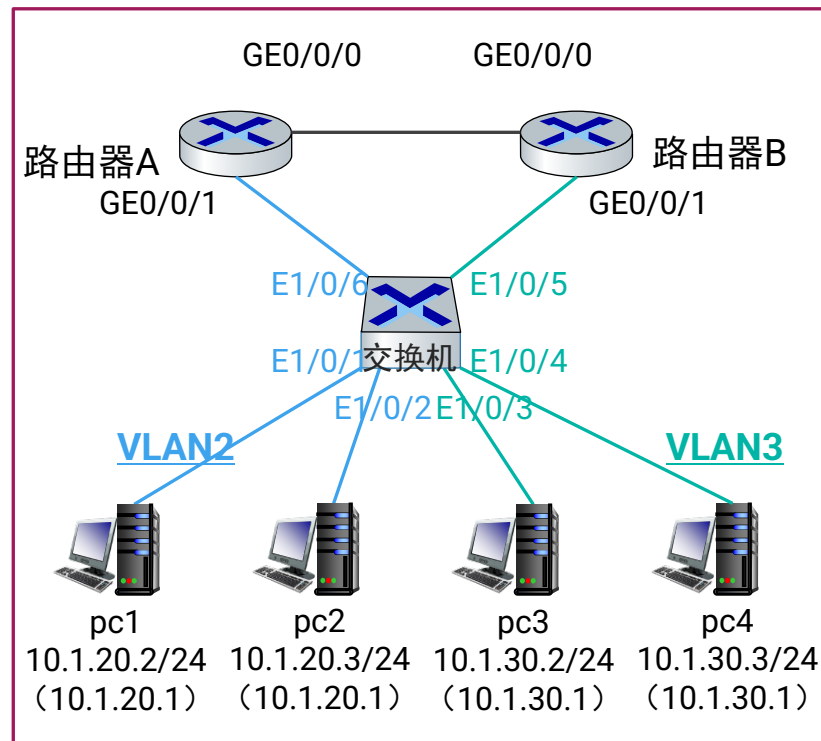 GE0/0/0 GE0/0/0
路由器A 路由器B
GE0/0/1 GE0/0/1
E1/0/6 E1/0/5
E1/0/1 交换机 E1/0/4
E1/0/2 E1/0/3
VLAN2 VLAN3
pc1 pc2 pc3 pc4
10.1.20.2/24 10.1.20.3/24 10.1.30.2/24 10.1.30.3/24
（10.1.20.1） （10.1.20.1） （10.1.30.1） （10.1.30.1）